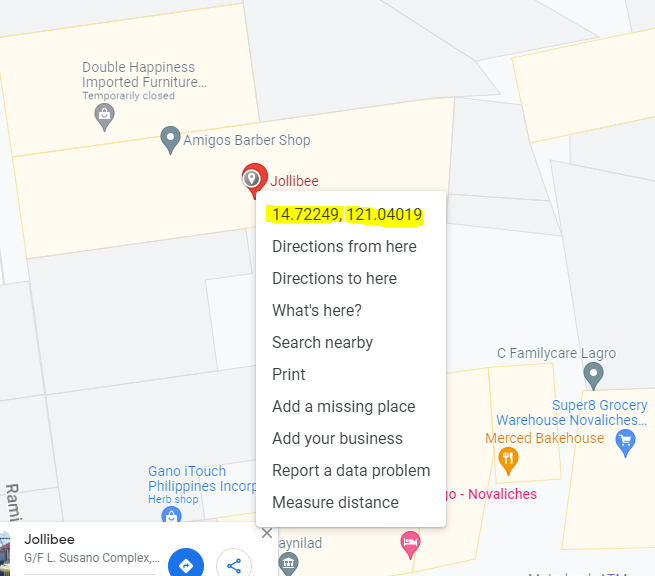 Double Happiness
Imported Furniture...
Temporarily closed
Amigos Barber Shop
Jollibee
14.72249, 121.04019
Directions from here
Directions to here
What's here?
Search nearby
Print
Add a missing place
Add your business
Report a data problem
Measure distance
C Familycare Lagro
Super8 Grocery
Warehouse Novaliches...
Merced Bakehouse
go - Novaliches
Gano iTouch
Philippines Incorp
Herb shop
Rami
Jollibee
G/F L. Susano Complex,...
aynilad